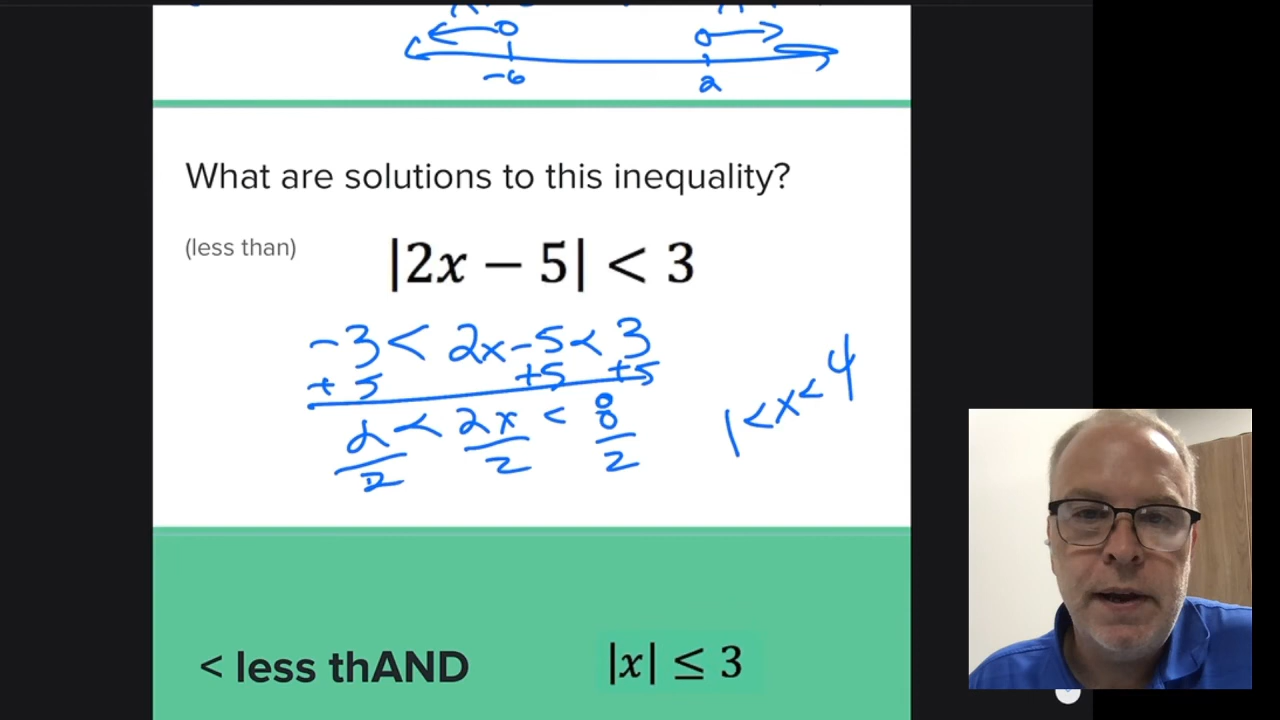 -6 2
What are solutions to this inequality?
(less than) |2x − 5| < 3
-3 < 2x-5 < 3
+5 +5 +5
2 < 2x < 8
2 2 2
1 < x < 4
< less thAND |x| ≤ 3